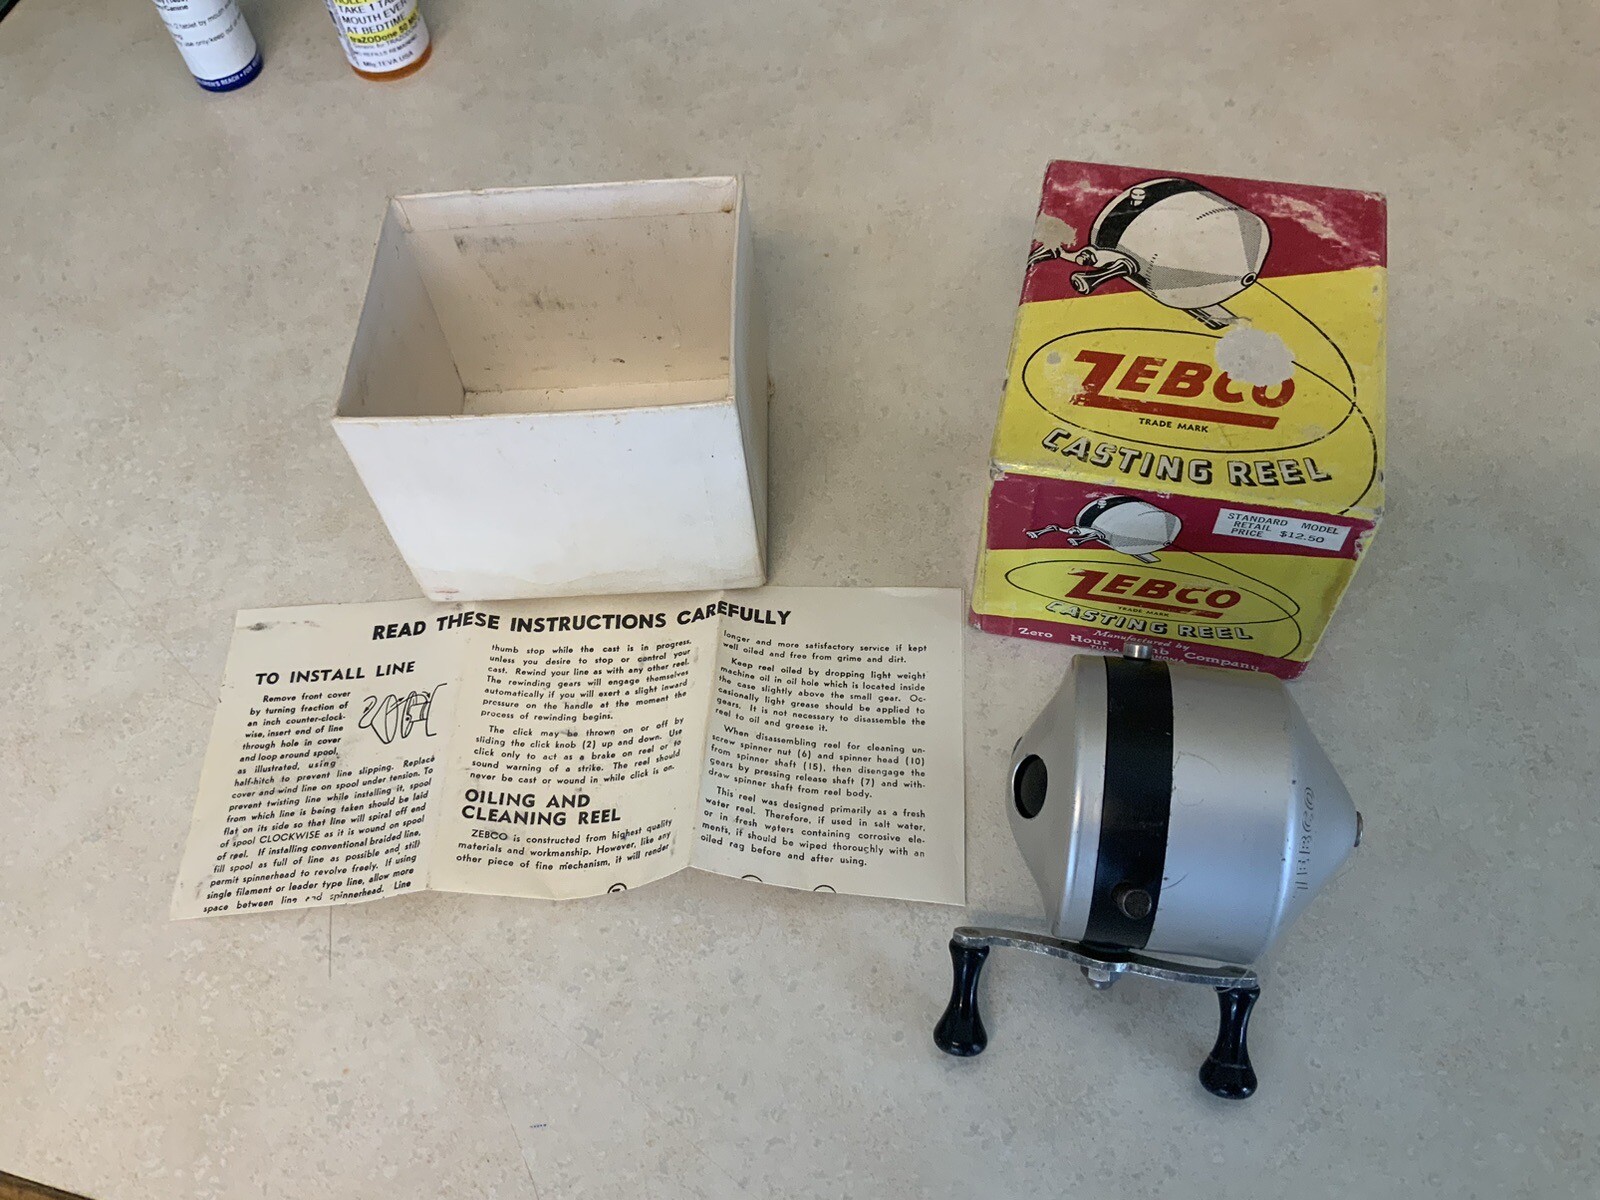 Canine
TAKE 1 TA
MOUTH EVER
AT BEDTIME
traZODone 50 MG
Mfr: TEVA USA
ZEBCO
TRADE MARK
CASTING REEL
STANDARD MODEL
RETAIL
PRICE $12.50
ZEBCO
TRADE MARK
CASTING REEL
Manufactured by
Zero Hour Bomb Company
TULSA, OKLAHOMA
ZEBCO
READ THESE INSTRUCTIONS CAREFULLY
TO INSTALL LINE
Remove front cover
by turning fraction of
an inch counter-clock-
wise, insert end of line
through hole in cover
and loop around spool,
as illustrated, using
half-hitch to prevent line slipping. Replace
cover and wind line on spool under tension. To
prevent twisting line while installing it, spool
from which line is being taken should be laid
flat on its side so that line will spiral off end
of spool CLOCKWISE as it is wound on spool
of reel. If installing conventional braided line,
fill spool as full of line as possible and still
permit spinnerhead to revolve freely. If using
single filament or leader type line, allow more
space between line and spinnerhead. Line
thumb stop while the cast is in progress,
unless you desire to stop or control your
cast. Rewind your line as with any other reel.
The rewinding gears will engage themselves
automatically if you will exert a slight inward
pressure on the handle at the moment the
process of rewinding begins.
The click may be thrown on or off by
sliding the click knob (2) up and down. Use
click only to act as a brake on reel or to
sound warning of a strike. The reel should
never be cast or wound in while click is on.
OILING AND
CLEANING REEL
ZEBCO is constructed from highest quality
materials and workmanship. However, like any
other piece of fine mechanism, it will render
longer and more satisfactory service if kept
well oiled and free from grime and dirt.
Keep reel oiled by dropping light weight
machine oil in oil hole which is located inside
the case slightly above the small gear. Oc-
casionally light grease should be applied to
gears. It is not necessary to disassemble the
reel to oil and grease it.
When disassembling reel for cleaning un-
screw spinner nut (6) and spinner head (10)
from spinner shaft (15), then disengage the
gears by pressing release shaft (7) and with-
draw spinner shaft from reel body.
This reel was designed primarily as a fresh
water reel. Therefore, if used in salt water,
or in fresh waters containing corrosive ele-
ments, if should be wiped thoroughly with an
oiled rag before and after using.